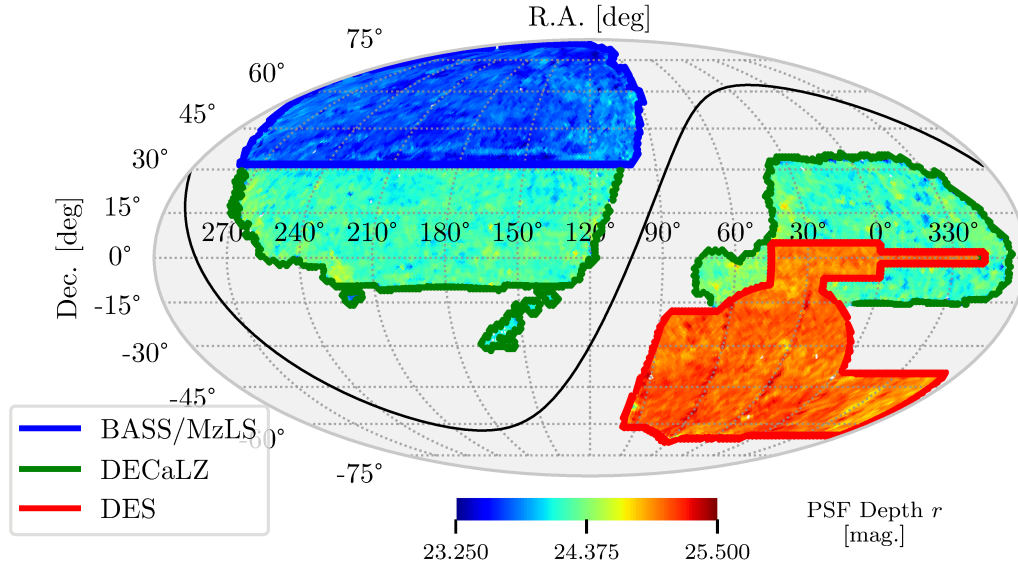 R.A. [deg]
75°
60°
45°
30°
15°
0°
-15°
-30°
-45°
-60°
-75°
Dec. [deg]
270° 240° 210° 180° 150° 120° 90° 60° 30° 0° 330°
BASS/MzLS
DECaLZ
DES
23.250 24.375 25.500
PSF Depth r
[mag.]